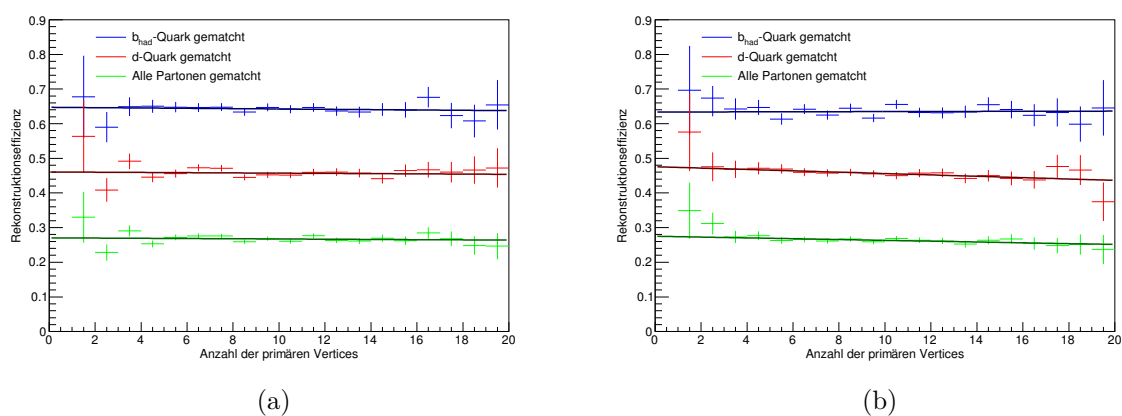 Rekonstruktionseffizienz
0.9
0.8
0.7
0.6
0.5
0.4
0.3
0.2
0.1
0
b_had-Quark gematcht
d-Quark gematcht
Alle Partonen gematcht
0 2 4 6 8 10 12 14 16 18 20
Anzahl der primären Vertices
(a)
Rekonstruktionseffizienz
0.9
0.8
0.7
0.6
0.5
0.4
0.3
0.2
0.1
0
b_had-Quark gematcht
d-Quark gematcht
Alle Partonen gematcht
0 2 4 6 8 10 12 14 16 18 20
Anzahl der primären Vertices
(b)